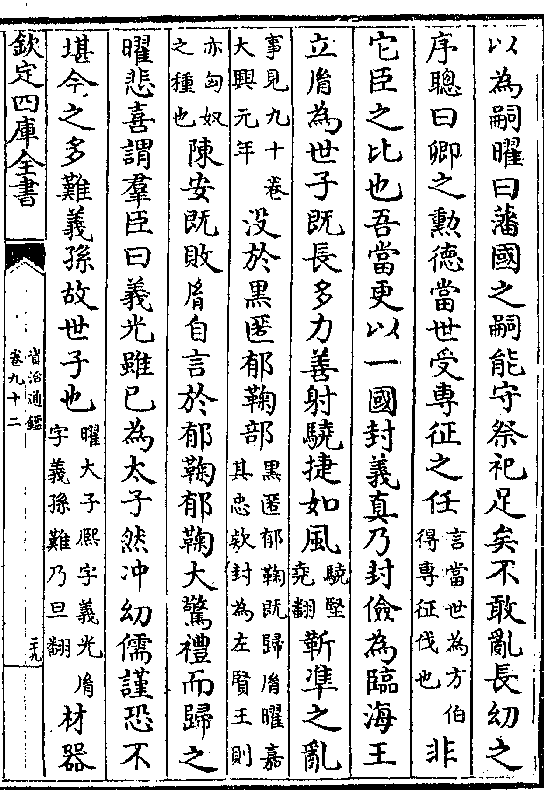 以為嗣曜曰藩國之嗣能守祭祀足矣不敢亂長幼之
序聰曰卿之勲德當世受專征之任言當世為方伯得專征伐也非
它臣之比也吾當更以一國封義真乃封儉為臨海王
立胤為世子既長多力善射驍捷如風驍堅堯翻靳凖之亂
事見九十卷大興元年没於黒匿郁鞠部黒匿郁鞠既歸胤曜嘉其忠欵封為左賢王則
亦匈奴之種也陳安既敗胤自言於郁鞠郁鞠大驚禮而歸之
曜悲喜謂羣臣曰義光雖已為太子然冲幼儒謹恐不
堪今之多難義孫故世子也曜大子熈字義光胤字義孫難乃旦翻材器
欽定四庫全書
資治通鑑
卷九十二
二十九